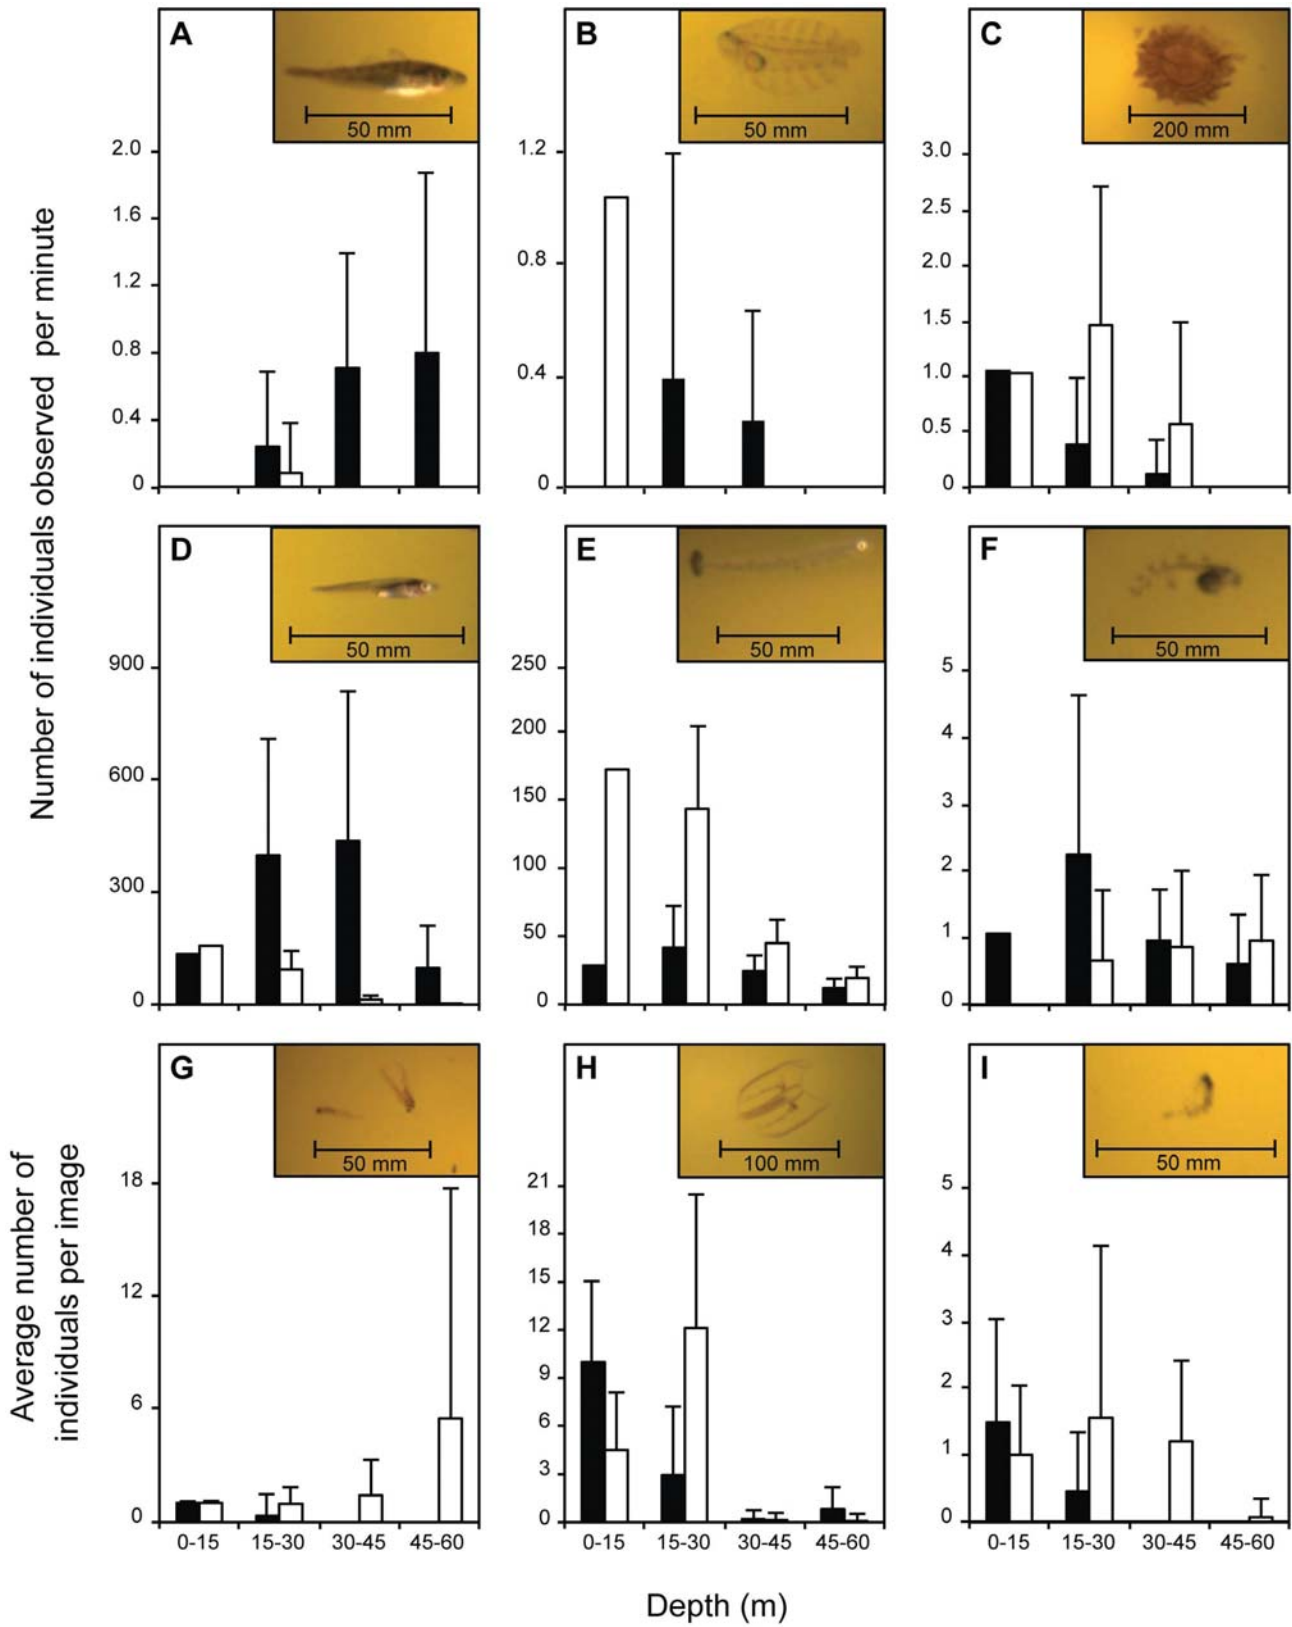 Number of individuals observed per minute
A
50 mm
2.0
1.6
1.2
0.8
0.4
0
B
50 mm
1.2
0.8
0.4
0
C
200 mm
3.0
2.5
2.0
1.5
1.0
0.5
0
D
50 mm
900
600
300
0
E
50 mm
250
200
150
100
50
0
F
50 mm
5
4
3
2
1
0
Average number of
individuals per image
G
50 mm
18
12
6
0
0-15 15-30 30-45 45-60
H
100 mm
21
18
15
12
9
6
3
0
0-15 15-30 30-45 45-60
I
50 mm
5
4
3
2
1
0
0-15 15-30 30-45 45-60
Depth (m)